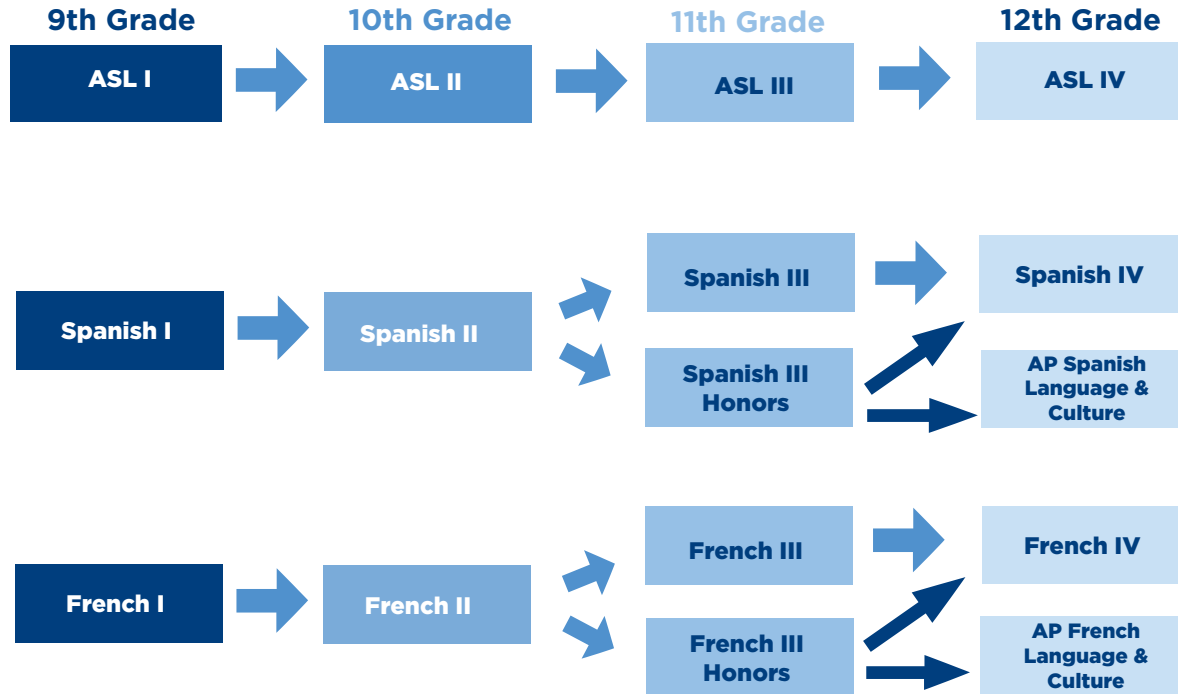 9th Grade
10th Grade
11th Grade
12th Grade
ASL I
ASL II
ASL III
ASL IV
Spanish I
Spanish II
Spanish III
Spanish IV
Spanish III
Honors
AP Spanish
Language &
Culture
French I
French II
French III
French IV
French III
Honors
AP French
Language &
Culture